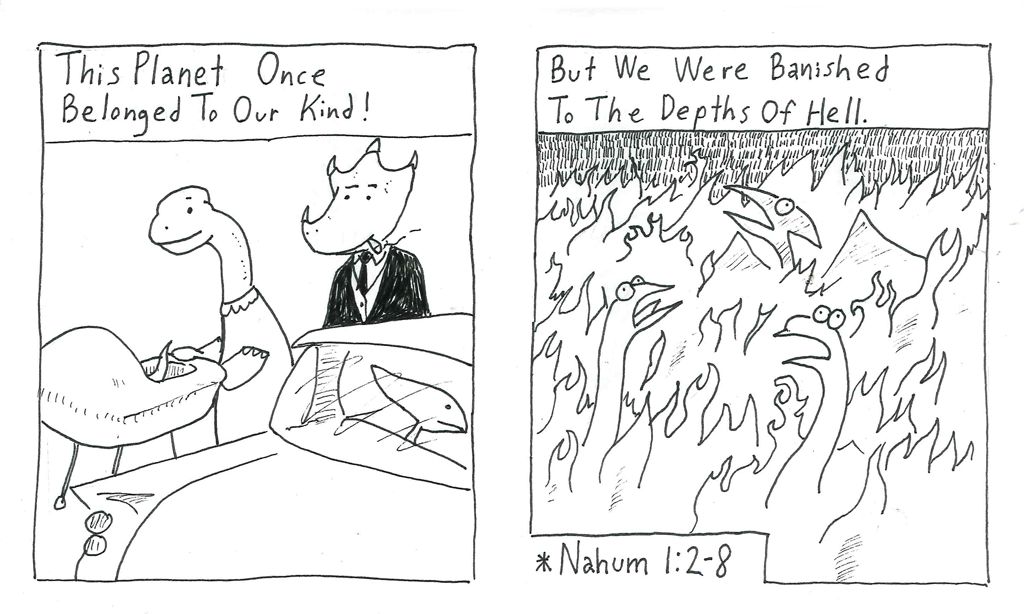 This Planet Once
Belonged To Our Kind!
But We Were Banished
To The Depths Of Hell.
*Nahum 1:2-8